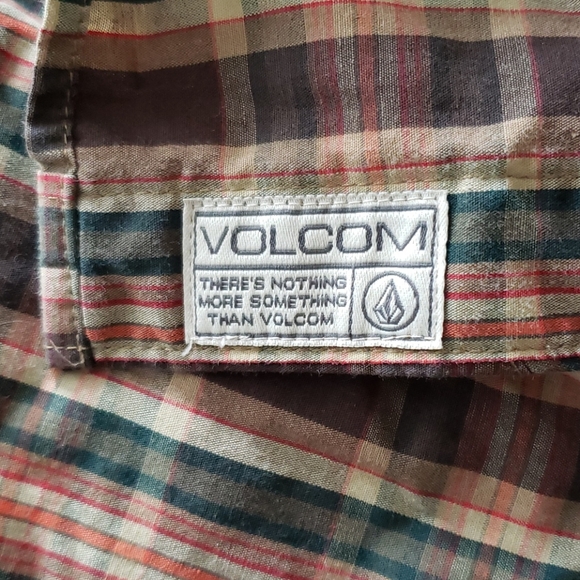 VOLCOM
THERE'S NOTHING
MORE SOMETHING
THAN VOLCOM